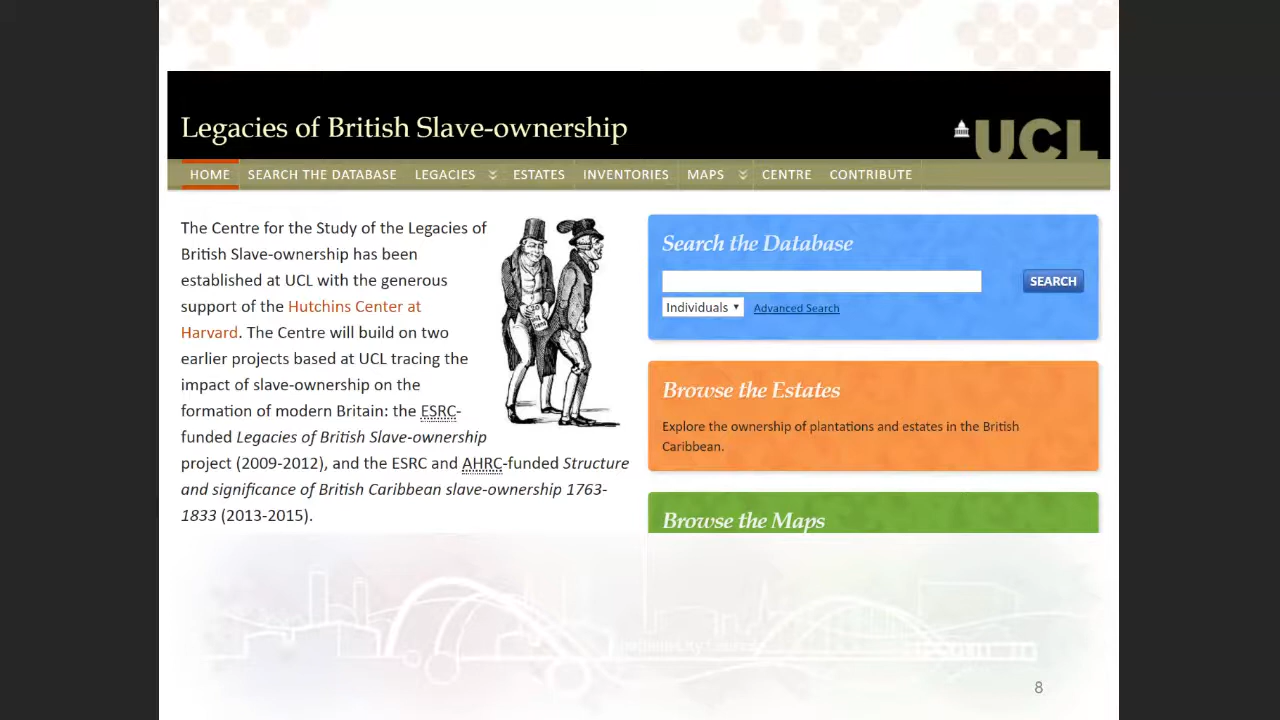 Legacies of British Slave-ownership
UCL
HOME SEARCH THE DATABASE LEGACIES ESTATES INVENTORIES MAPS CENTRE CONTRIBUTE
The Centre for the Study of the Legacies of
British Slave-ownership has been
established at UCL with the generous
support of the Hutchins Center at
Harvard. The Centre will build on two
earlier projects based at UCL tracing the
impact of slave-ownership on the
formation of modern Britain: the ESRC-
funded Legacies of British Slave-ownership
project (2009-2012), and the ESRC and AHRC-funded Structure
and significance of British Caribbean slave-ownership 1763-
1833 (2013-2015).
Search the Database
SEARCH
Individuals Advanced Search
Browse the Estates
Explore the ownership of plantations and estates in the British
Caribbean.
Browse the Maps
8